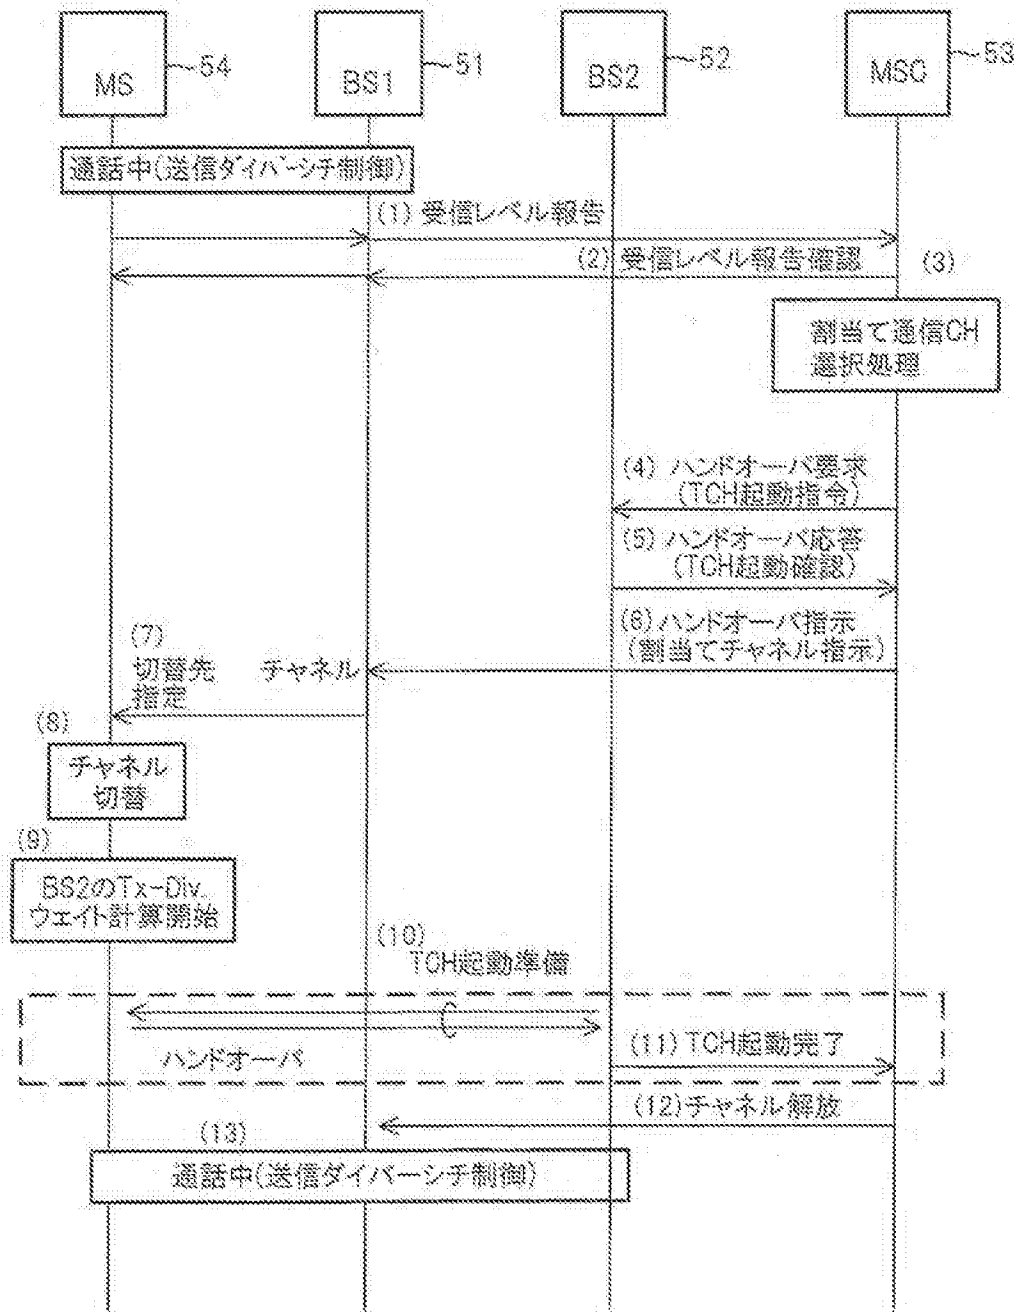 MS
54
BS1
51
BS2
52
MSC
53
通話中(送信ダイバーシチ制御)
(1) 受信レベル報告
(2) 受信レベル報告確認
(3)
割当て通信CH
選択処理
(4) ハンドオーバ要求
(TCH起動指令)
(5) ハンドオーバ応答
(TCH起動確認)
(6) ハンドオーバ指示
(割当てチャネル指示)
(7)
切替先 チャネル
指定
(8)
チャネル
切替
(9)
BS2のTx-Div.
ウェイト計算開始
(10)
TCH起動準備
ハンドオーバ
(11) TCH起動完了
(12)チャネル解放
(13)
通話中(送信ダイバーシチ制御)